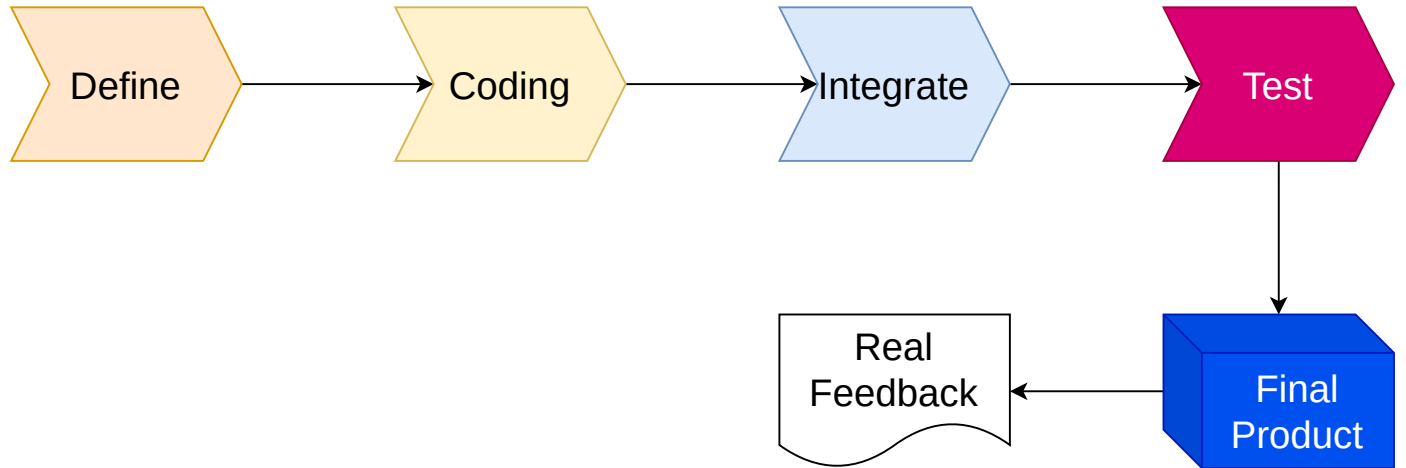 Define
Coding
Integrate
Test
Real
Feedback
Final
Product